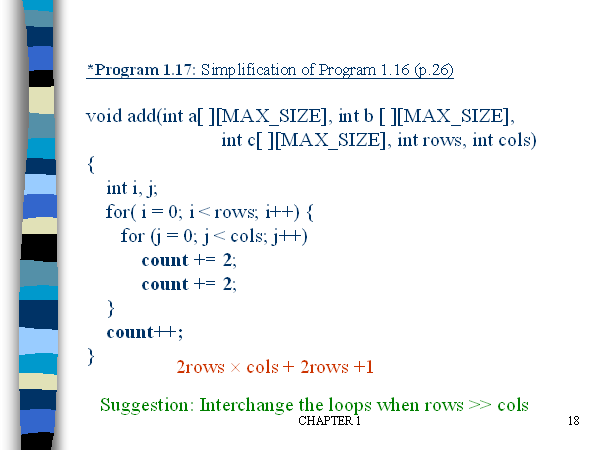 *Program 1.17: Simplification of Program 1.16 (p.26)
void add(int a[ ][MAX_SIZE], int b [ ][MAX_SIZE],
int c[ ][MAX_SIZE], int rows, int cols)
{
int i, j;
for( i = 0; i < rows; i++) {
for (j = 0; j < cols; j++)
count += 2;
count += 2;
}
count++;
}
2rows × cols + 2rows +1
Suggestion: Interchange the loops when rows >> cols
CHAPTER 1
18